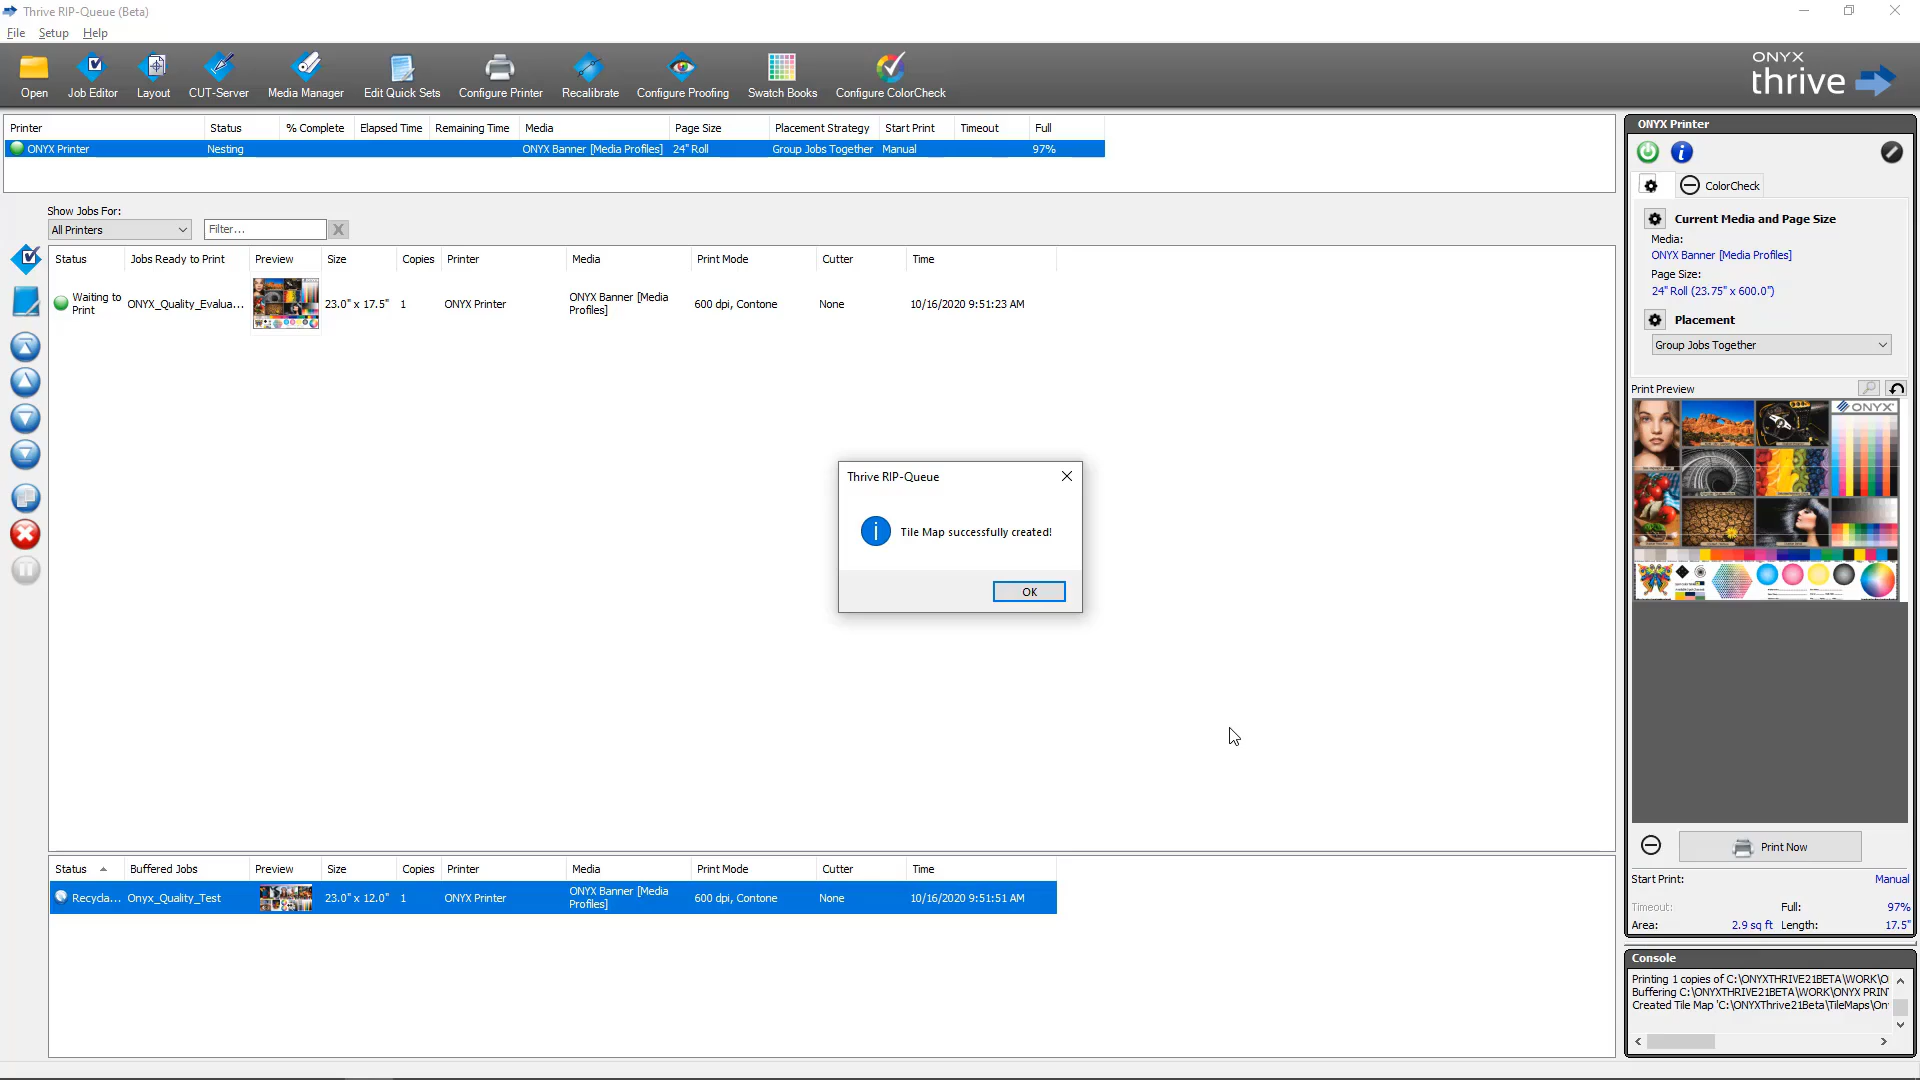 Thrive RIP-Queue (Beta)
File Setup Help
Open Job Editor Layout CUT-Server Media Manager Edit Quick Sets Configure Printer Recalibrate Configure Proofing Swatch Books Configure ColorCheck
ONYX
thrive
Printer Status % Complete Elapsed Time Remaining Time Media Page Size Placement Strategy Start Print Timeout Full
ONYX Printer Nesting ONYX Banner [Media Profiles] 24" Roll Group Jobs Together Manual 97%
Show Jobs For:
All Printers Filter... X
Status Jobs Ready to Print Preview Size Copies Printer Media Print Mode Cutter Time
Waiting to Print ONYX_Quality_Evalua... 23.0" x 17.5" 1 ONYX Printer ONYX Banner [Media Profiles] 600 dpi, Contone None 10/16/2020 9:51:23 AM
Thrive RIP-Queue
Tile Map successfully created!
OK
Status Buffered Jobs Preview Size Copies Printer Media Print Mode Cutter Time
Recycla... Onyx_Quality_Test 23.0" x 12.0" 1 ONYX Printer ONYX Banner [Media Profiles] 600 dpi, Contone None 10/16/2020 9:51:51 AM
ONYX Printer
ColorCheck
Current Media and Page Size
Media:
ONYX Banner [Media Profiles]
Page Size:
24" Roll (23.75" x 600.0")
Placement
Group Jobs Together
Print Preview
ONYX
Print Now
Start Print: Manual
Timeout: Full: 97%
Area: 2.9 sq ft Length: 17.5"
Console
Printing 1 copies of C:\ONYXTHRIVE21BETA\WORK\O
Buffering C:\ONYXTHRIVE21BETA\WORK\ONYX PRIN
Created Tile Map 'C:\ONYXThrive21Beta\TileMaps\On